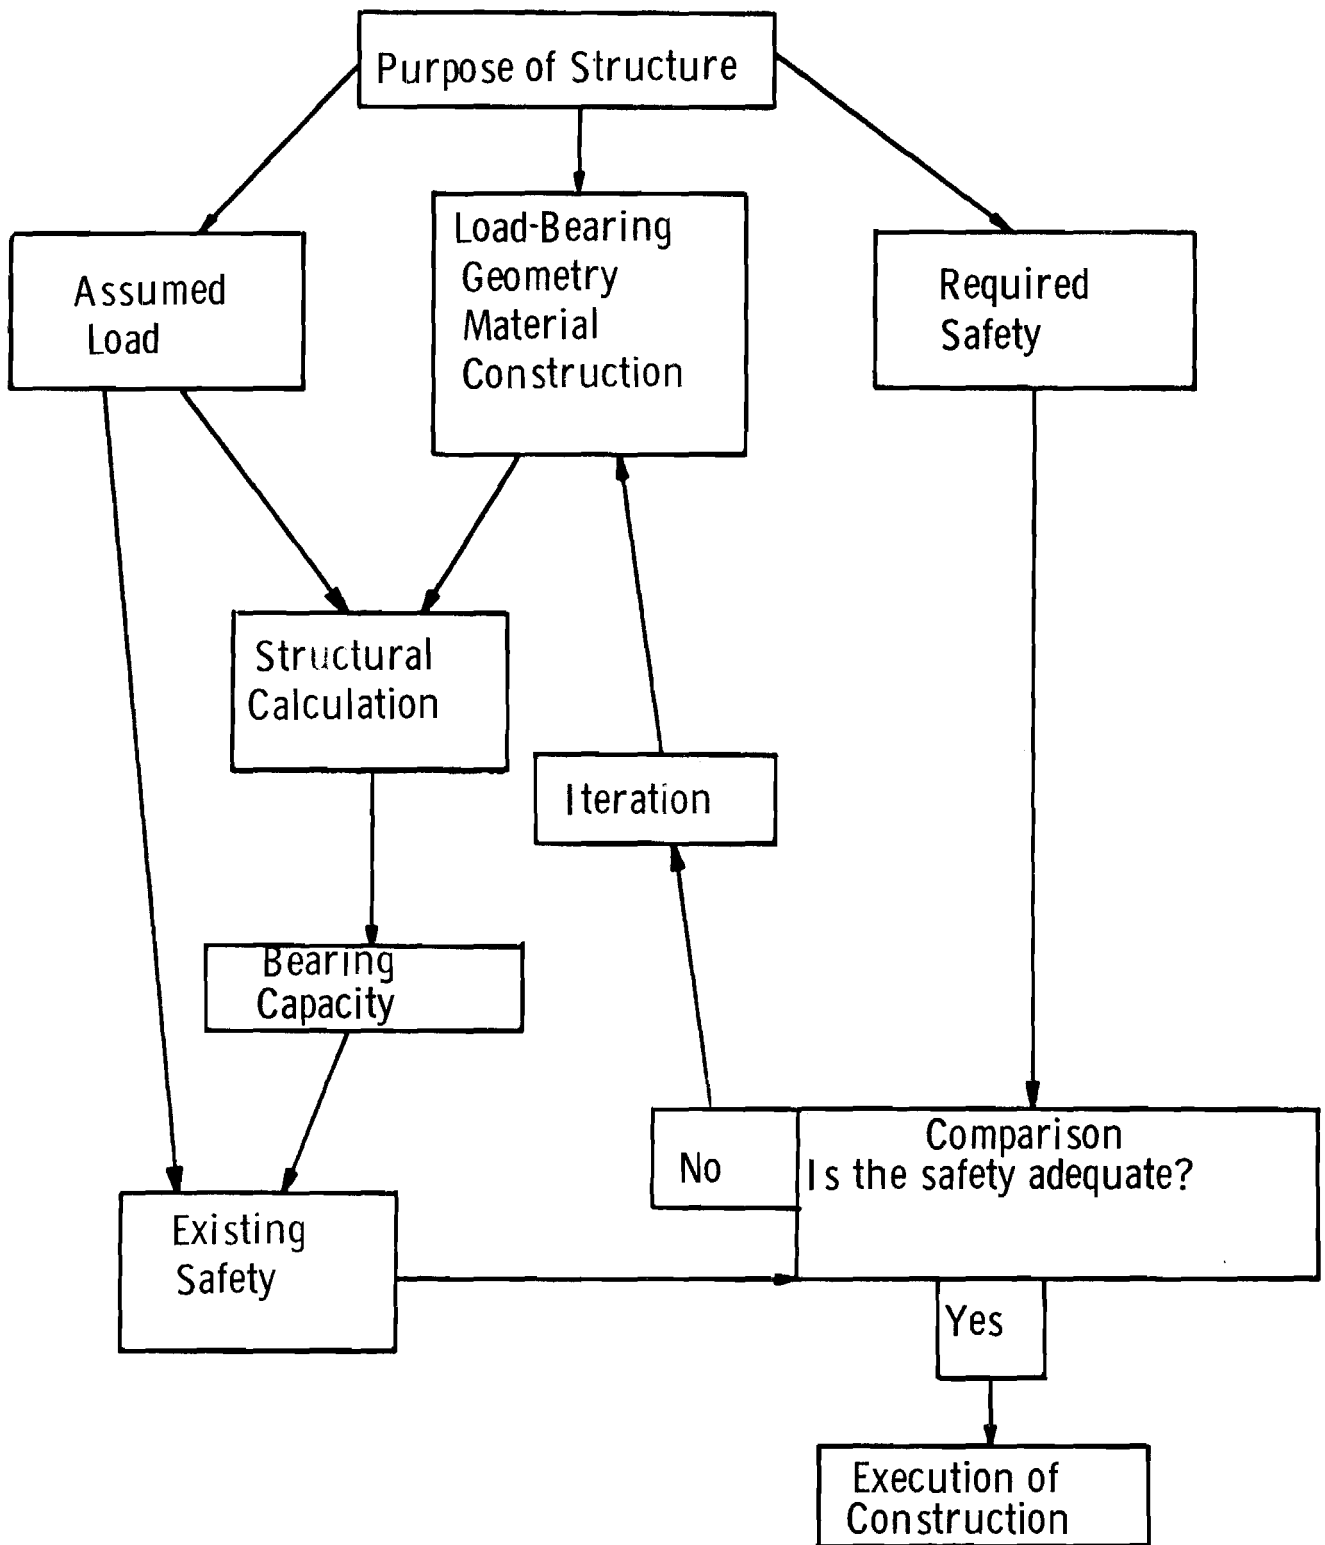 Purpose of Structure
Assumed
Load
Load-Bearing
Geometry
Material
Construction
Required
Safety
Structural
Calculation
Iteration
Bearing
Capacity
No
Comparison
Is the safety adequate?
Existing
Safety
Yes
Execution of
Construction